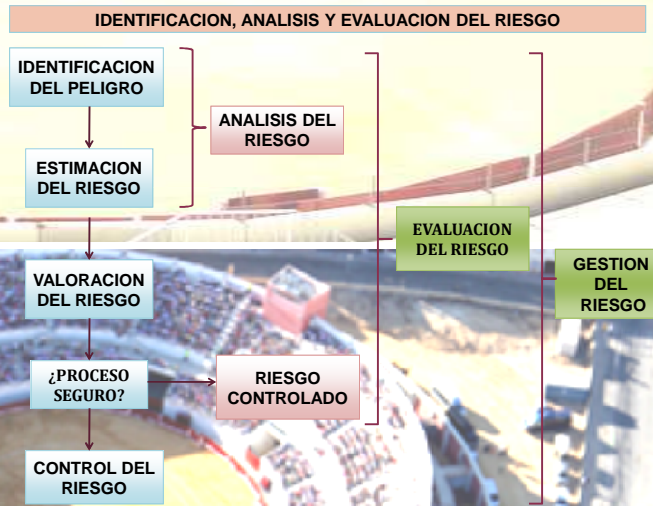 IDENTIFICACION, ANALISIS Y EVALUACION DEL RIESGO
IDENTIFICACION
DEL PELIGRO
ANALISIS DEL
RIESGO
ESTIMACION
DEL RIESGO
EVALUACION
DEL RIESGO
GESTION
DEL
RIESGO
VALORACION
DEL RIESGO
¿PROCESO
SEGURO?
RIESGO
CONTROLADO
CONTROL DEL
RIESGO